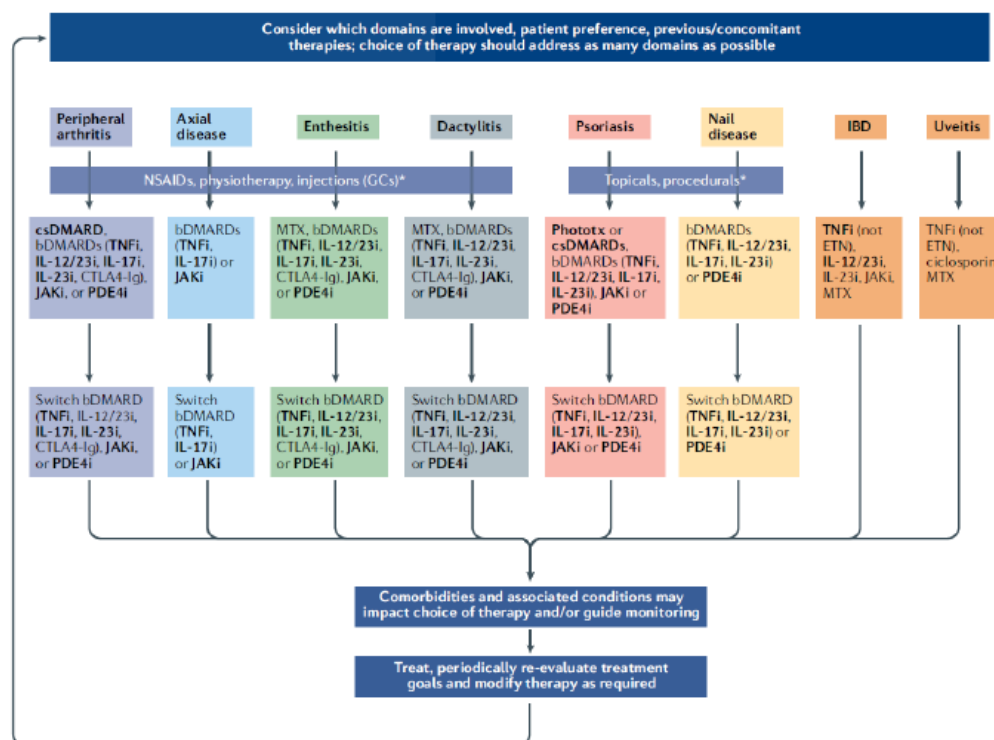 Consider which domains are involved, patient preference, previous/concomitant
therapies; choice of therapy should address as many domains as possible
Peripheral
arthritis
Axial
disease
Enthesitis
Dactylitis
Psoriasis
Nail
disease
IBD
Uveitis
NSAIDs, physiotherapy, injections (GCs)*
Topicals, procedurals*
csDMARD,
bDMARDs (TNFi,
IL-12/23i, IL-17i,
IL-23i, CTLA4-Ig),
JAKi, or PDE4i
bDMARDs
(TNFi,
IL-17i) or
JAKi
MTX, bDMARDs
(TNFi, IL-12/23i,
IL-17i, IL-23i,
CTLA4-Ig), JAKi,
or PDE4i
MTX, bDMARDs
(TNFi, IL-12/23i,
IL-17i, IL-23i,
CTLA4-Ig), JAKi,
or PDE4i
Phototx or
csDMARDs,
bDMARDs (TNFi,
IL-12/23i, IL-17i,
IL-23i), JAKi or
PDE4i
bDMARDs
(TNFi, IL-12/23i,
IL-17i, IL-23i)
or PDE4i
TNFi (not
ETN),
IL-12/23i,
IL-23i, JAKi,
MTX
TNFi (not
ETN),
ciclosporin
MTX
Switch bDMARD
(TNFi, IL-12/23i,
IL-17i, IL-23i,
CTLA4-Ig), JAKi,
or PDE4i
Switch
bDMARD
(TNFi,
IL-17i)
or JAKi
Switch bDMARD
(TNFi, IL-12/23i,
IL-17i, IL-23i,
CTLA4-Ig), JAKi,
or PDE4i
Switch bDMARD
(TNFi, IL-12/23i,
IL-17i, IL-23i,
CTLA4-Ig), JAKi,
or PDE4i
Switch bDMARD
(TNFi, IL-12/23i,
IL-17i, IL-23i),
JAKi or PDE4i
Switch bDMARD
(TNFi, IL-12/23i,
IL-17i, IL-23i) or
PDE4i
Comorbidities and associated conditions may
impact choice of therapy and/or guide monitoring
Treat, periodically re-evaluate treatment
goals and modify therapy as required